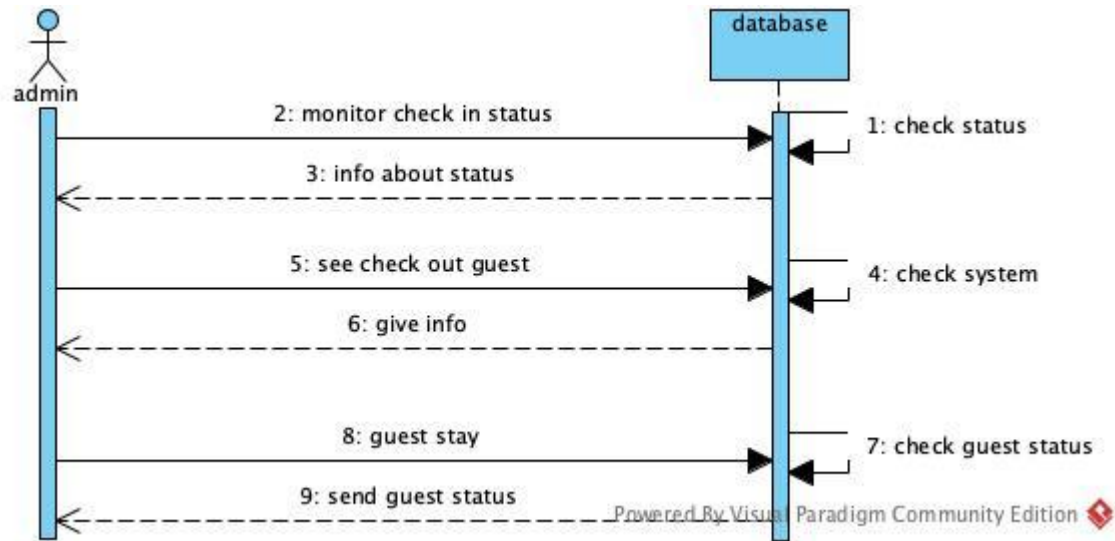 database
admin
2: monitor check in status
1: check status
3: info about status
5: see check out guest
4: check system
6: give info
8: guest stay
7: check guest status
9: send guest status
Powered By Visual Paradigm Community Edition